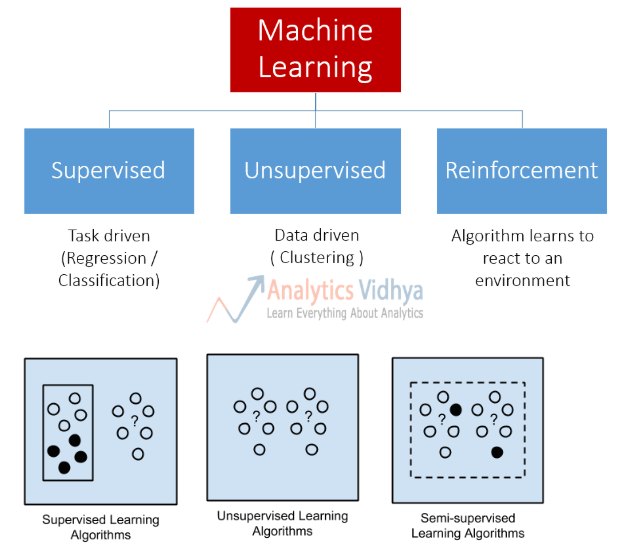 Machine
Learning
Supervised
Unsupervised
Reinforcement
Task driven
(Regression /
Classification)
Data driven
( Clustering )
Algorithm learns to
react to an
environment
Analytics Vidhya
Learn Everything About Analytics
?
? ?
? ?
Supervised Learning
Algorithms
Unsupervised Learning
Algorithms
Semi-supervised
Learning Algorithms